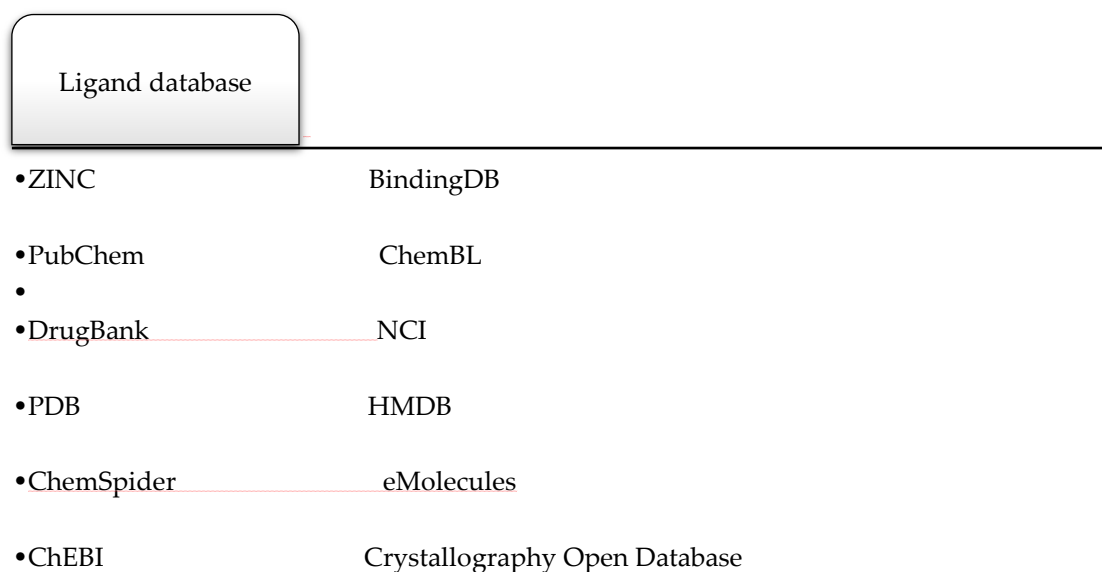 Ligand database
•ZINC BindingDB
•PubChem ChemBL
•
•DrugBank NCI
•PDB HMDB
•ChemSpider eMolecules
•ChEBI Crystallography Open Database